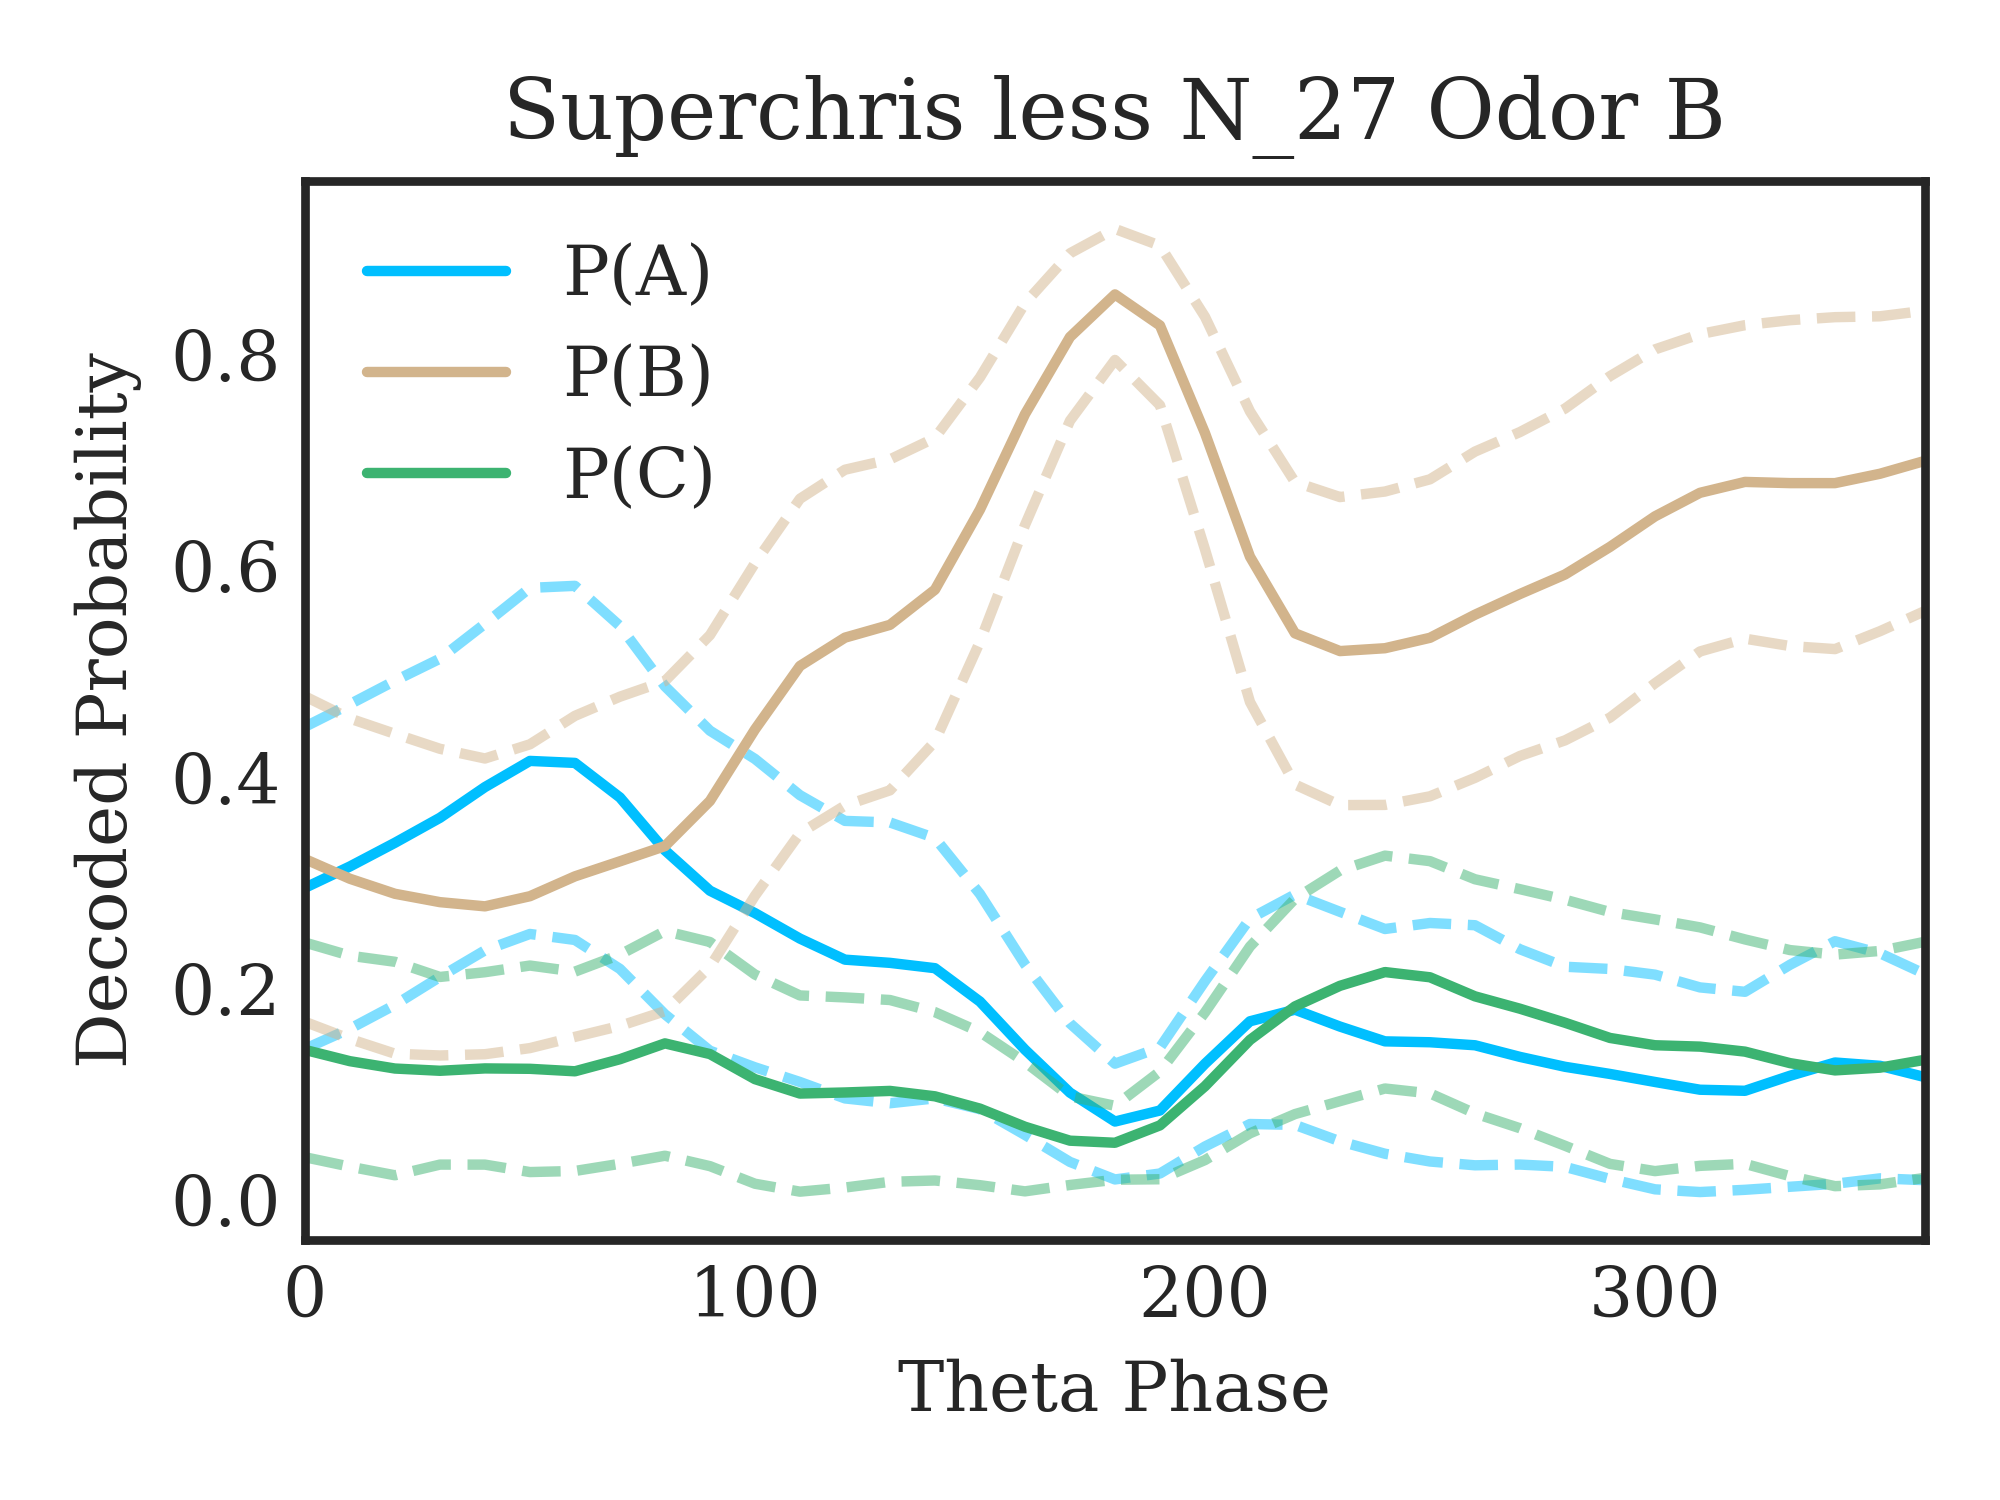 Superchris less N_27 Odor B
P(A)
P(B)
P(C)
Decoded Probability
0.8
0.6
0.4
0.2
0.0
0 100 200 300
Theta Phase